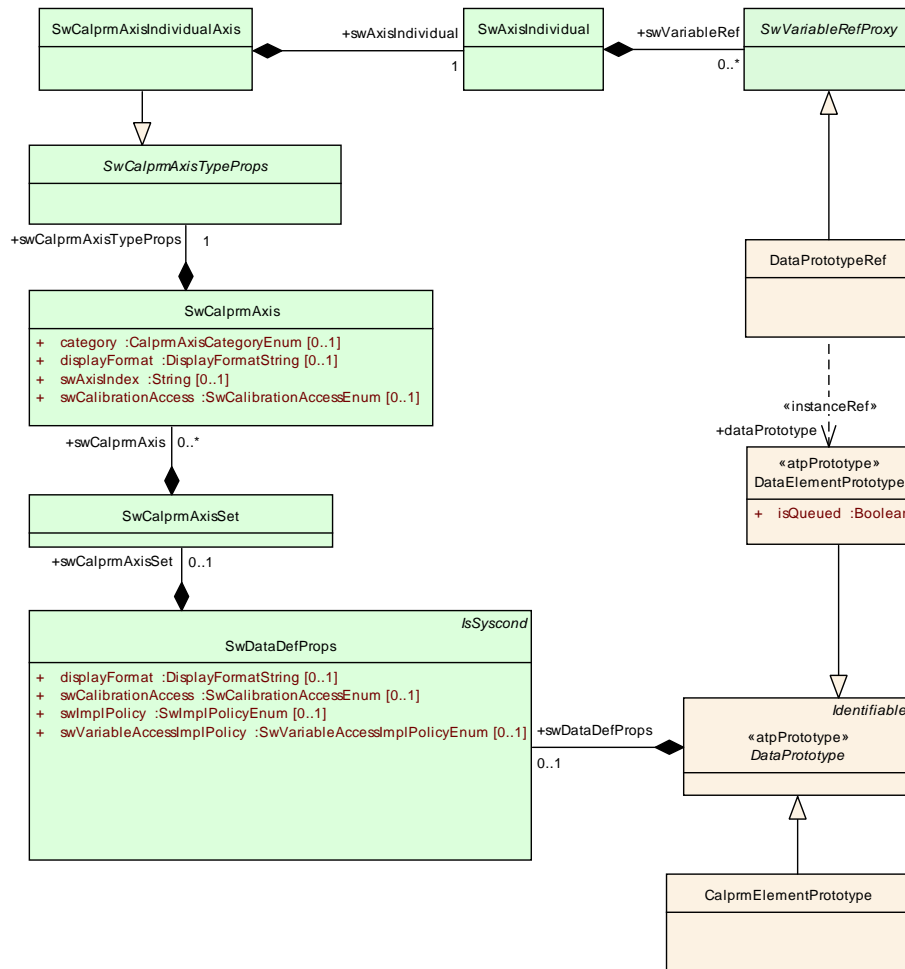 SwCalprmAxisIndividualAxis
+swAxisIndividual
1
SwAxisIndividual
+swVariableRef
0..*
SwVariableRefProxy
SwCalprmAxisTypeProps
+swCalprmAxisTypeProps
1
DataPrototypeRef
SwCalprmAxis
+ category :CalprmAxisCategoryEnum [0..1]
+ displayFormat :DisplayFormatString [0..1]
+ swAxisIndex :String [0..1]
+ swCalibrationAccess :SwCalibrationAccessEnum [0..1]
«instanceRef»
+dataPrototype
+swCalprmAxis
0..*
«atpPrototype»
DataElementPrototype
+ isQueued :Boolean
SwCalprmAxisSet
+swCalprmAxisSet
0..1
IsSyscond
SwDataDefProps
+ displayFormat :DisplayFormatString [0..1]
+ swCalibrationAccess :SwCalibrationAccessEnum [0..1]
+ swImplPolicy :SwImplPolicyEnum [0..1]
+ swVariableAccessImplPolicy :SwVariableAccessImplPolicyEnum [0..1]
+swDataDefProps
0..1
Identifiable
«atpPrototype»
DataPrototype
CalprmElementPrototype